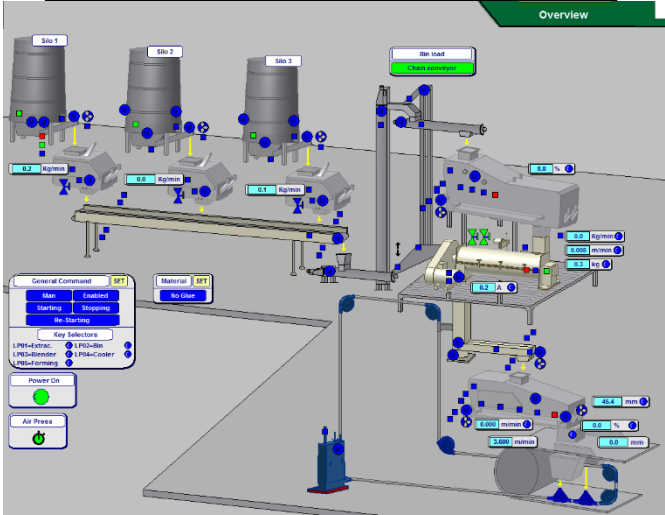 Overview
Silo 1
Silo 2
Silo 3
Bin load
Chain conveyor
0.2 Kg/min
0.0 Kg/min
0.1 Kg/min
8.8 %
0.0 Kg/min
0.008 m/min
0.3 kg
0.2 A
General Command SET
Man Enabled
Starting Stopping
Re-Starting
Key Selectors
LP01=Extrac. LP02=Bin
LP03=Blender LP04=Cooler
LP05=Forming
Material SET
No Glue
Power On
Air Press
45.4 mm
0.000 m/min
0.0 %
3.600 m/min
0.0 mm